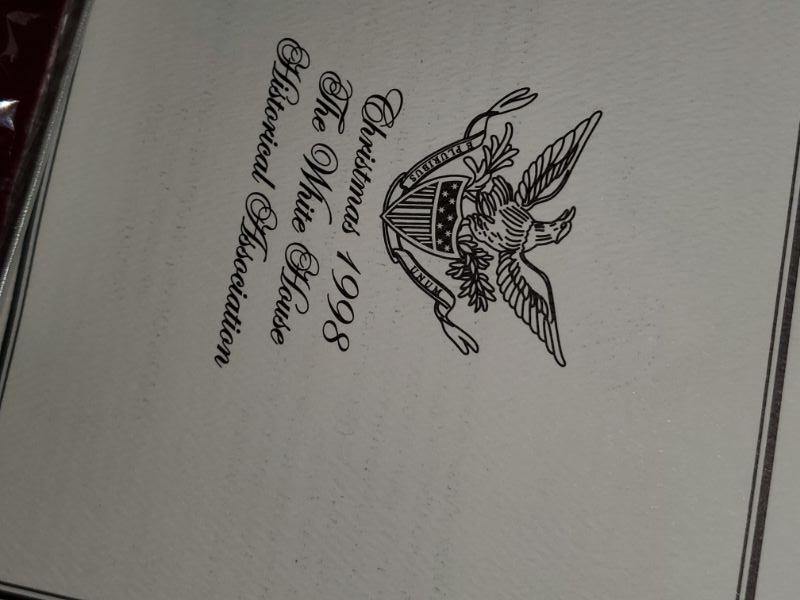 E PLURIBUS
UNUM
Christmas 1998
The White House
Historical Association